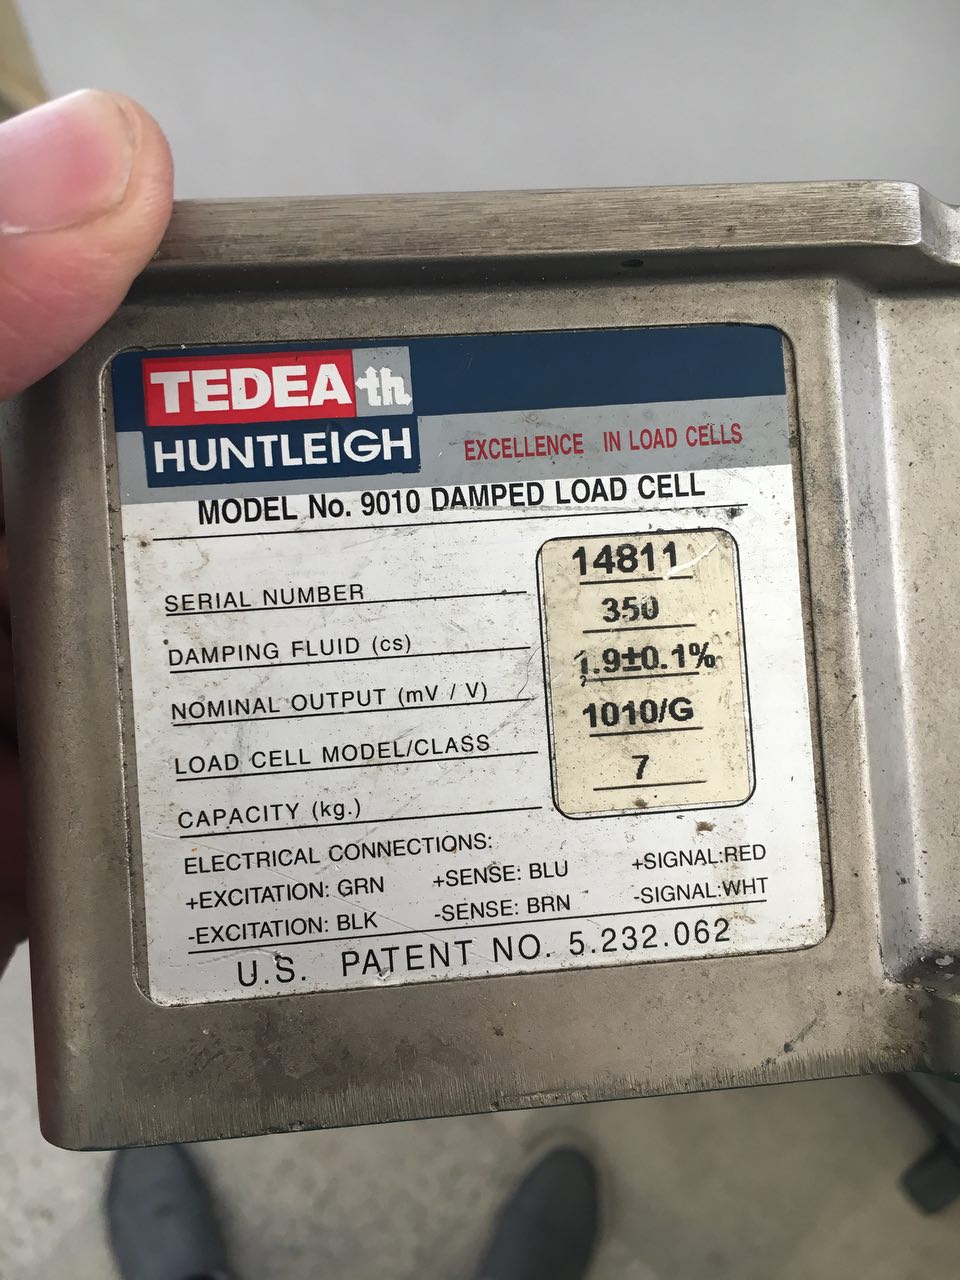 TEDEA th
HUNTLEIGH
EXCELLENCE IN LOAD CELLS
MODEL No. 9010 DAMPED LOAD CELL
SERIAL NUMBER 14811
DAMPING FLUID (cs) 350
NOMINAL OUTPUT (mV / V) 1.9±0.1%
LOAD CELL MODEL/CLASS 1010/G
CAPACITY (kg.) 7
ELECTRICAL CONNECTIONS:
+EXCITATION: GRN +SENSE: BLU +SIGNAL:RED
-EXCITATION: BLK -SENSE: BRN -SIGNAL:WHT
U.S. PATENT NO. 5.232.062